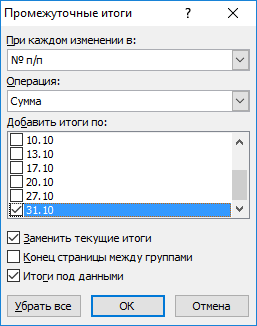 Промежуточные итоги
При каждом изменении в:
№ п/п
Операция:
Сумма
Добавить итоги по:
10.10
13.10
17.10
20.10
27.10
31.10
Заменить текущие итоги
Конец страницы между группами
Итоги под данными
Убрать все
OK
Отмена